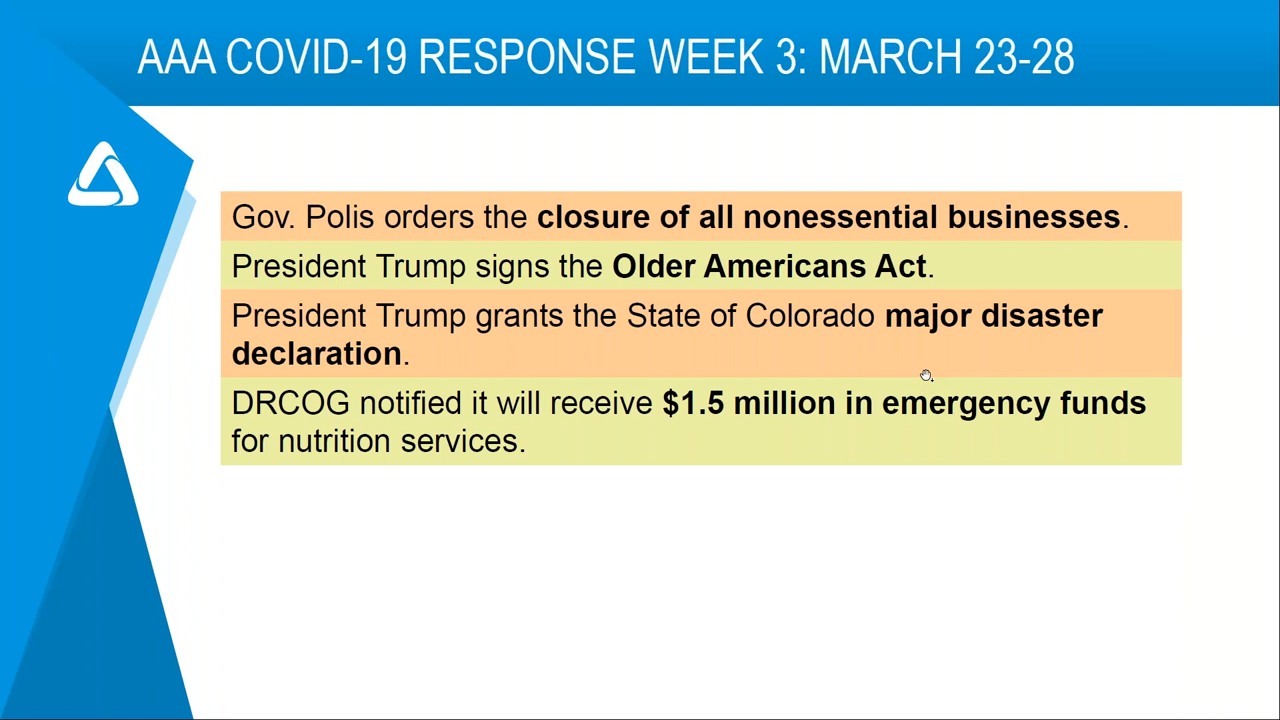 AAA COVID-19 RESPONSE WEEK 3: MARCH 23-28
Gov. Polis orders the closure of all nonessential businesses.
President Trump signs the Older Americans Act.
President Trump grants the State of Colorado major disaster
declaration.
DRCOG notified it will receive $1.5 million in emergency funds
for nutrition services.